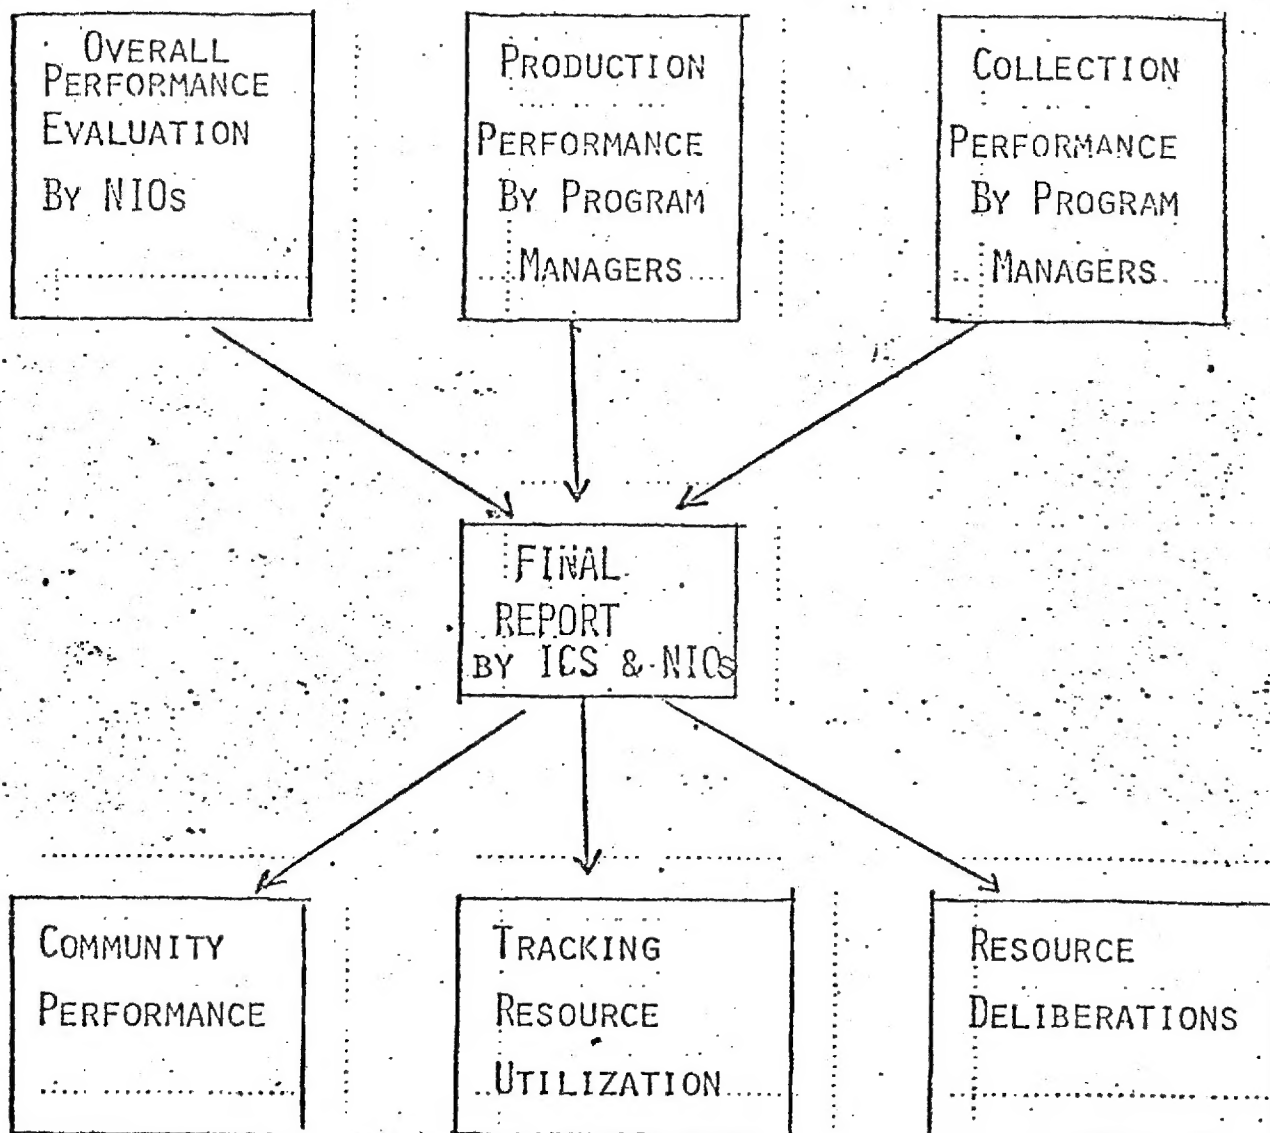 OVERALL
PERFORMANCE
EVALUATION
BY NIOS
PRODUCTION
PERFORMANCE
BY PROGRAM
MANAGERS
COLLECTION
PERFORMANCE
BY PROGRAM
MANAGERS
FINAL
REPORT
BY ICS & NIOS
COMMUNITY
PERFORMANCE
TRACKING
RESOURCE
UTILIZATION
RESOURCE
DELIBERATIONS